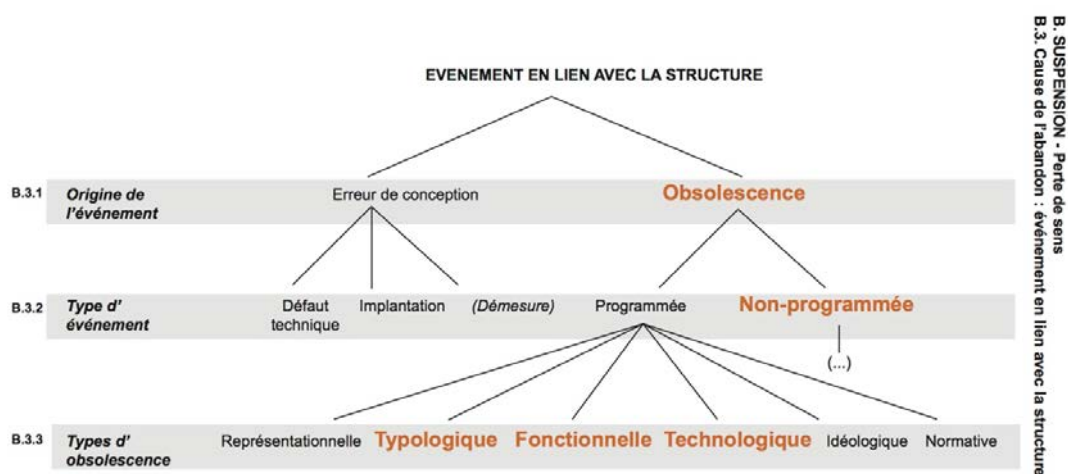 EVENEMENT EN LIEN AVEC LA STRUCTURE
B.3.1 Origine de l'événement Erreur de conception Obsolescence
B.3.2 Type d' événement Défaut technique Implantation (Démesure) Programmée Non-programmée
(...)
B.3.3 Types d' obsolescence Représentationnelle Typologique Fonctionnelle Technologique Idéologique Normative
B. SUSPENSION - Perte de sens
B.3. Cause de l'abandon : événement en lien avec la structure